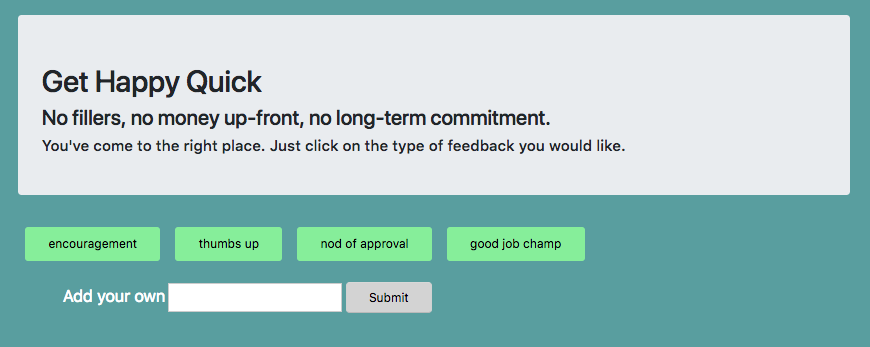 Get Happy Quick
No fillers, no money up-front, no long-term commitment.
You've come to the right place. Just click on the type of feedback you would like.
encouragement thumbs up nod of approval good job champ
Add your own Submit